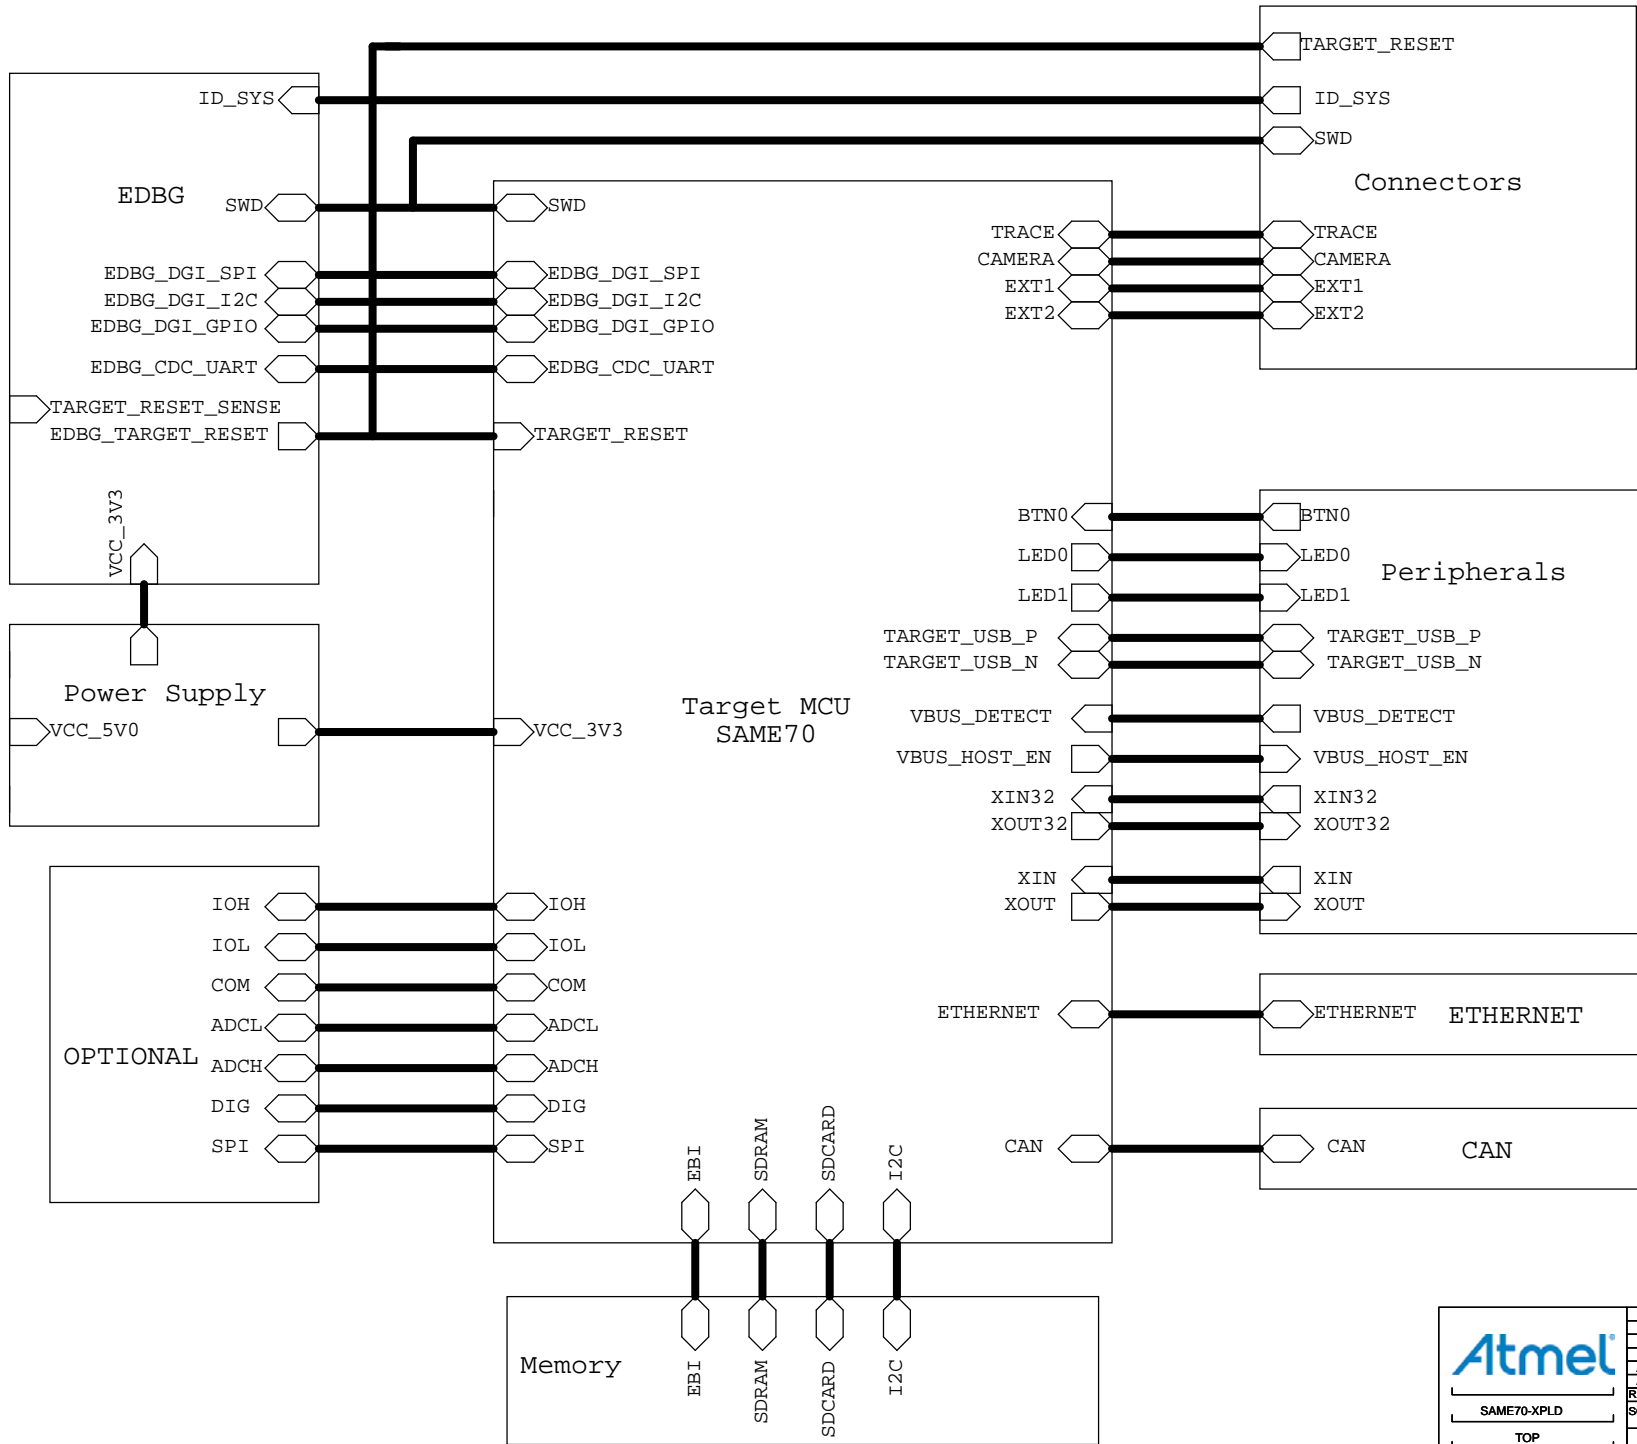 TARGET_RESET
ID_SYS
ID_SYS
SWD
Connectors
EDBG
SWD
SWD
TRACE
TRACE
CAMERA
CAMERA
EDBG_DGI_SPI
EDBG_DGI_SPI
EXT1
EXT1
EDBG_DGI_I2C
EDBG_DGI_I2C
EXT2
EXT2
EDBG_DGI_GPIO
EDBG_DGI_GPIO
EDBG_CDC_UART
EDBG_CDC_UART
TARGET_RESET_SENSE
EDBG_TARGET_RESET
TARGET_RESET
VCC_3V3
BTN0
BTN0
LED0
LED0
Peripherals
LED1
LED1
TARGET_USB_P
TARGET_USB_P
TARGET_USB_N
TARGET_USB_N
Power Supply
Target MCU
SAME70
VCC_5V0
VCC_3V3
VBUS_DETECT
VBUS_DETECT
VBUS_HOST_EN
VBUS_HOST_EN
XIN32
XIN32
XOUT32
XOUT32
XIN
XIN
XOUT
XOUT
IOH
IOH
IOL
IOL
COM
COM
ETHERNET
ETHERNET
ETHERNET
ADCL
ADCL
OPTIONAL
ADCH
ADCH
DIG
DIG
SPI
SPI
EBI
SDRAM
SDCARD
I2C
CAN
CAN
CAN
Memory
EBI
SDRAM
SDCARD
I2C
Atmel
SAME70-XPLD
TOP